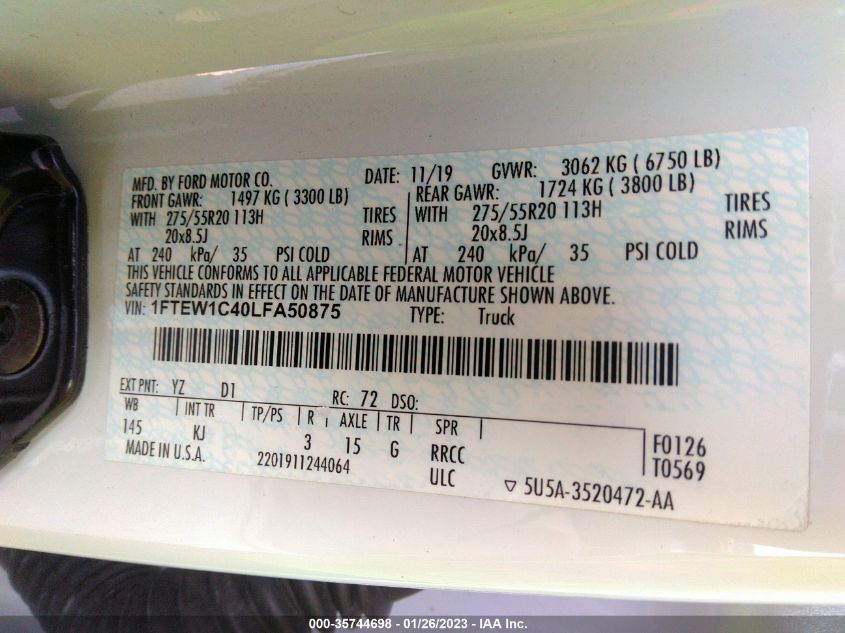 MFD. BY FORD MOTOR CO. DATE: 11/19 GVWR: 3062 KG ( 6750 LB)
FRONT GAWR: 1497 KG ( 3300 LB) REAR GAWR: 1724 KG ( 3800 LB)
WITH 275/55R20 113H TIRES WITH 275/55R20 113H TIRES
20x8.5J RIMS 20x8.5J RIMS
AT 240 kPa/ 35 PSI COLD AT 240 kPa/ 35 PSI COLD
THIS VEHICLE CONFORMS TO ALL APPLICABLE FEDERAL MOTOR VEHICLE
SAFETY STANDARDS IN EFFECT ON THE DATE OF MANUFACTURE SHOWN ABOVE.
VIN: 1FTEW1C40LFA50875 TYPE: Truck
EXT PNT: YZ D1 RC: 72 DSO:
WB INT TR TP/PS R AXLE TR SPR
145 KJ 3 15 G RRCC F0126
MADE IN U.S.A. 2201911244064 ULC T0569
▽ 5U5A-3520472-AA
000-35744698 - 01/26/2023 - IAA Inc.